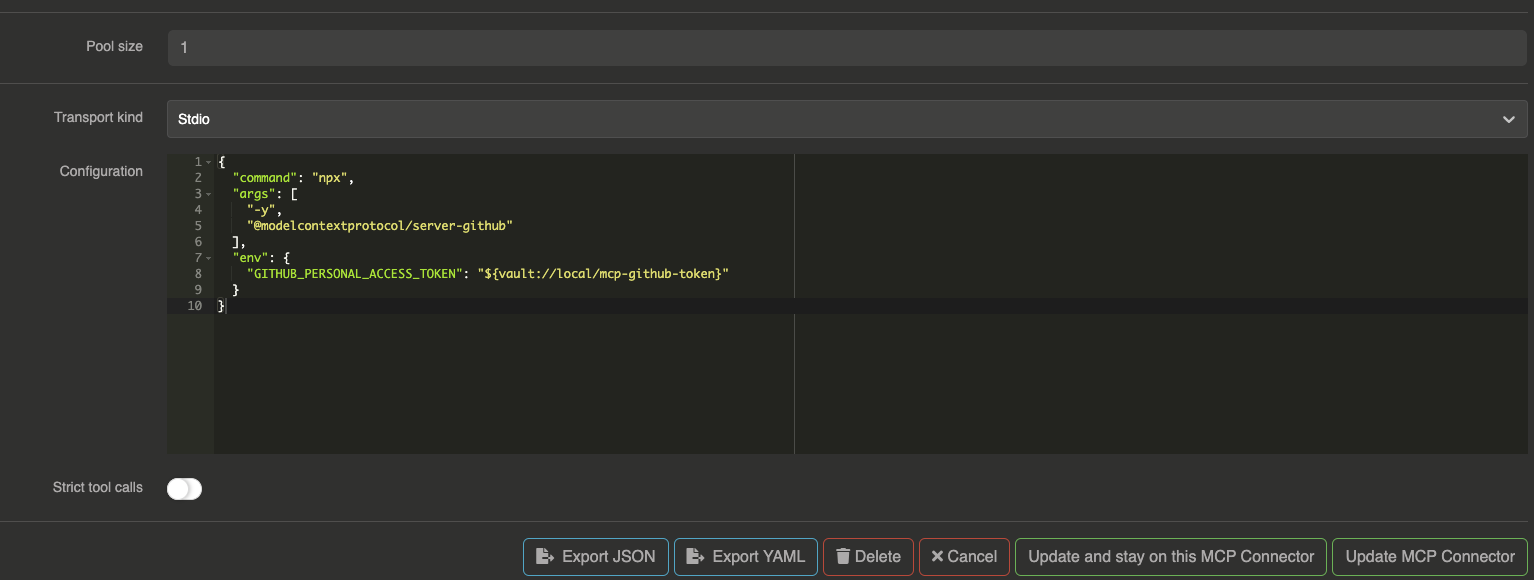 Pool size
1
Transport kind
Stdio
Configuration
1 {
2 "command": "npx",
3 "args": [
4 "-y",
5 "@modelcontextprotocol/server-github"
6 ],
7 "env": {
8 "GITHUB_PERSONAL_ACCESS_TOKEN": "${vault://local/mcp-github-token}"
9 }
10 }
Strict tool calls
Export JSON Export YAML Delete Cancel Update and stay on this MCP Connector Update MCP Connector